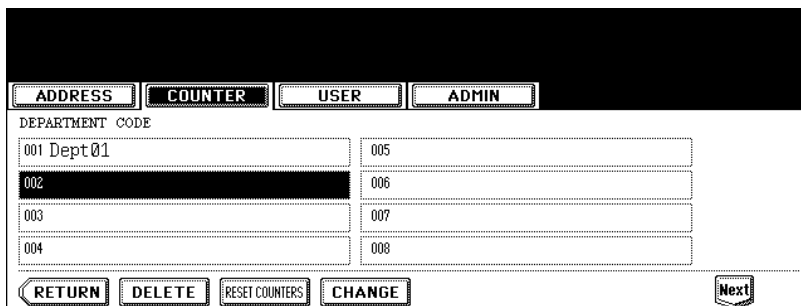 ADDRESS COUNTER USER ADMIN
DEPARTMENT CODE
001 Dept01 005
002 006
003 007
004 008
RETURN DELETE RESET COUNTERS CHANGE Next